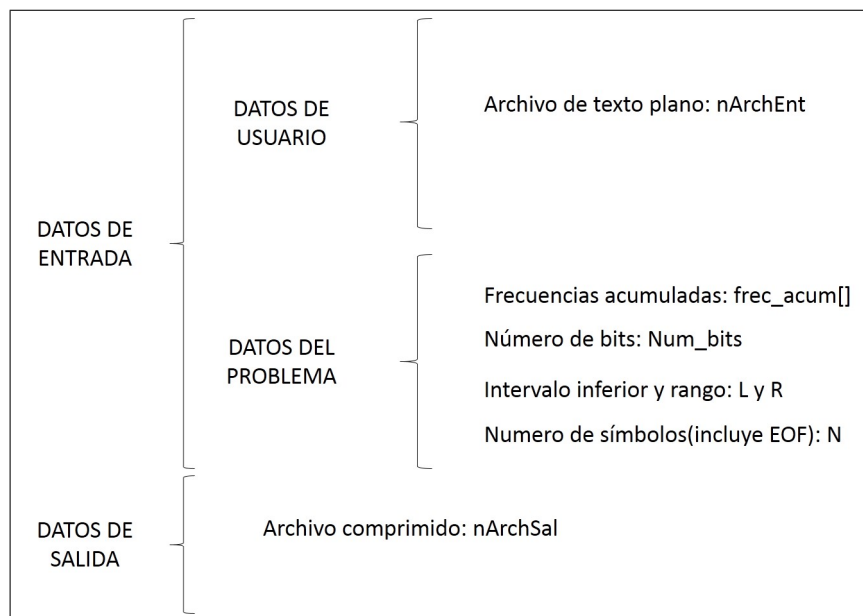 DATOS DE
USUARIO
Archivo de texto plano: nArchEnt
DATOS DE
ENTRADA
Frecuencias acumuladas: frec_acum[]
Número de bits: Num_bits
DATOS DEL
PROBLEMA
Intervalo inferior y rango: L y R
Numero de símbolos(incluye EOF): N
DATOS DE
SALIDA
Archivo comprimido: nArchSal